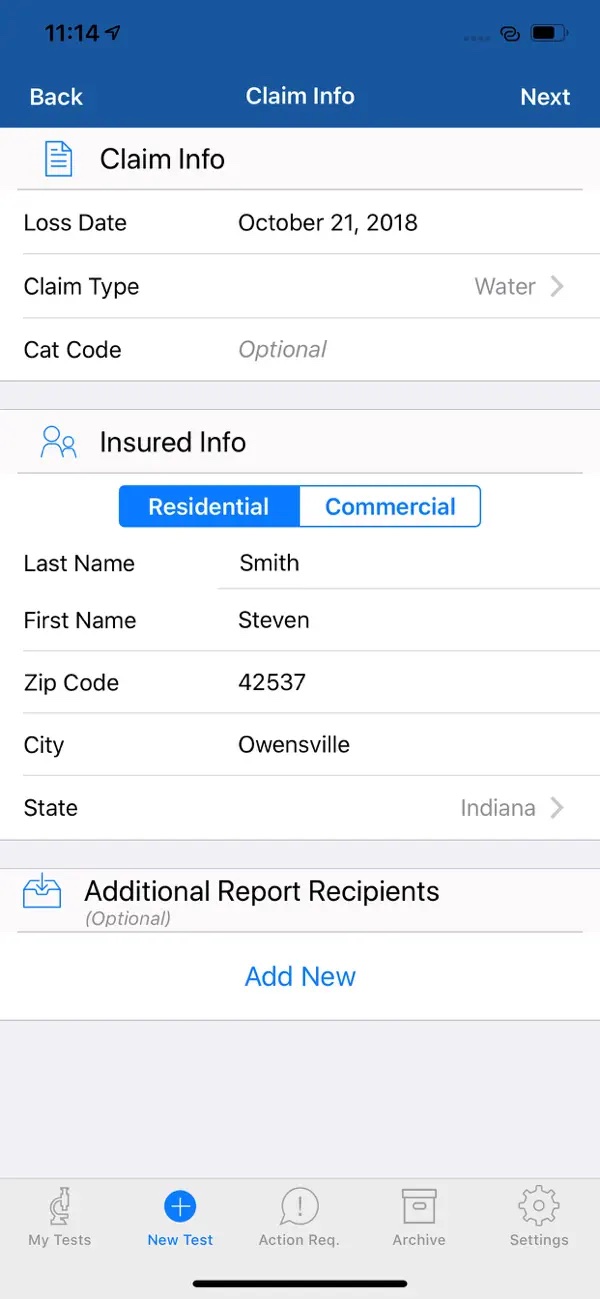 11:14
Back Claim Info Next
Claim Info
Loss Date October 21, 2018
Claim Type Water
Cat Code Optional
Insured Info
Residential Commercial
Last Name Smith
First Name Steven
Zip Code 42537
City Owensville
State Indiana
Additional Report Recipients
(Optional)
Add New
My Tests New Test Action Req. Archive Settings